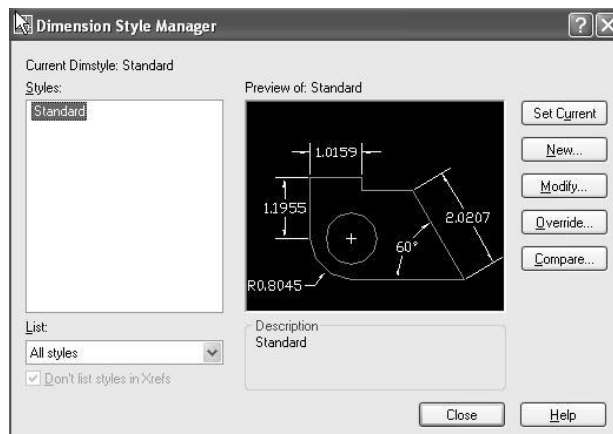 Dimension Style Manager
Current Dimstyle: Standard
Styles:
Standard
Preview of: Standard
1.0159
1.1955
2.0207
60°
R0.8045
Set Current
New...
Modify...
Override...
Compare...
List:
All styles
Don't list styles in Xrefs
Description
Standard
Close
Help